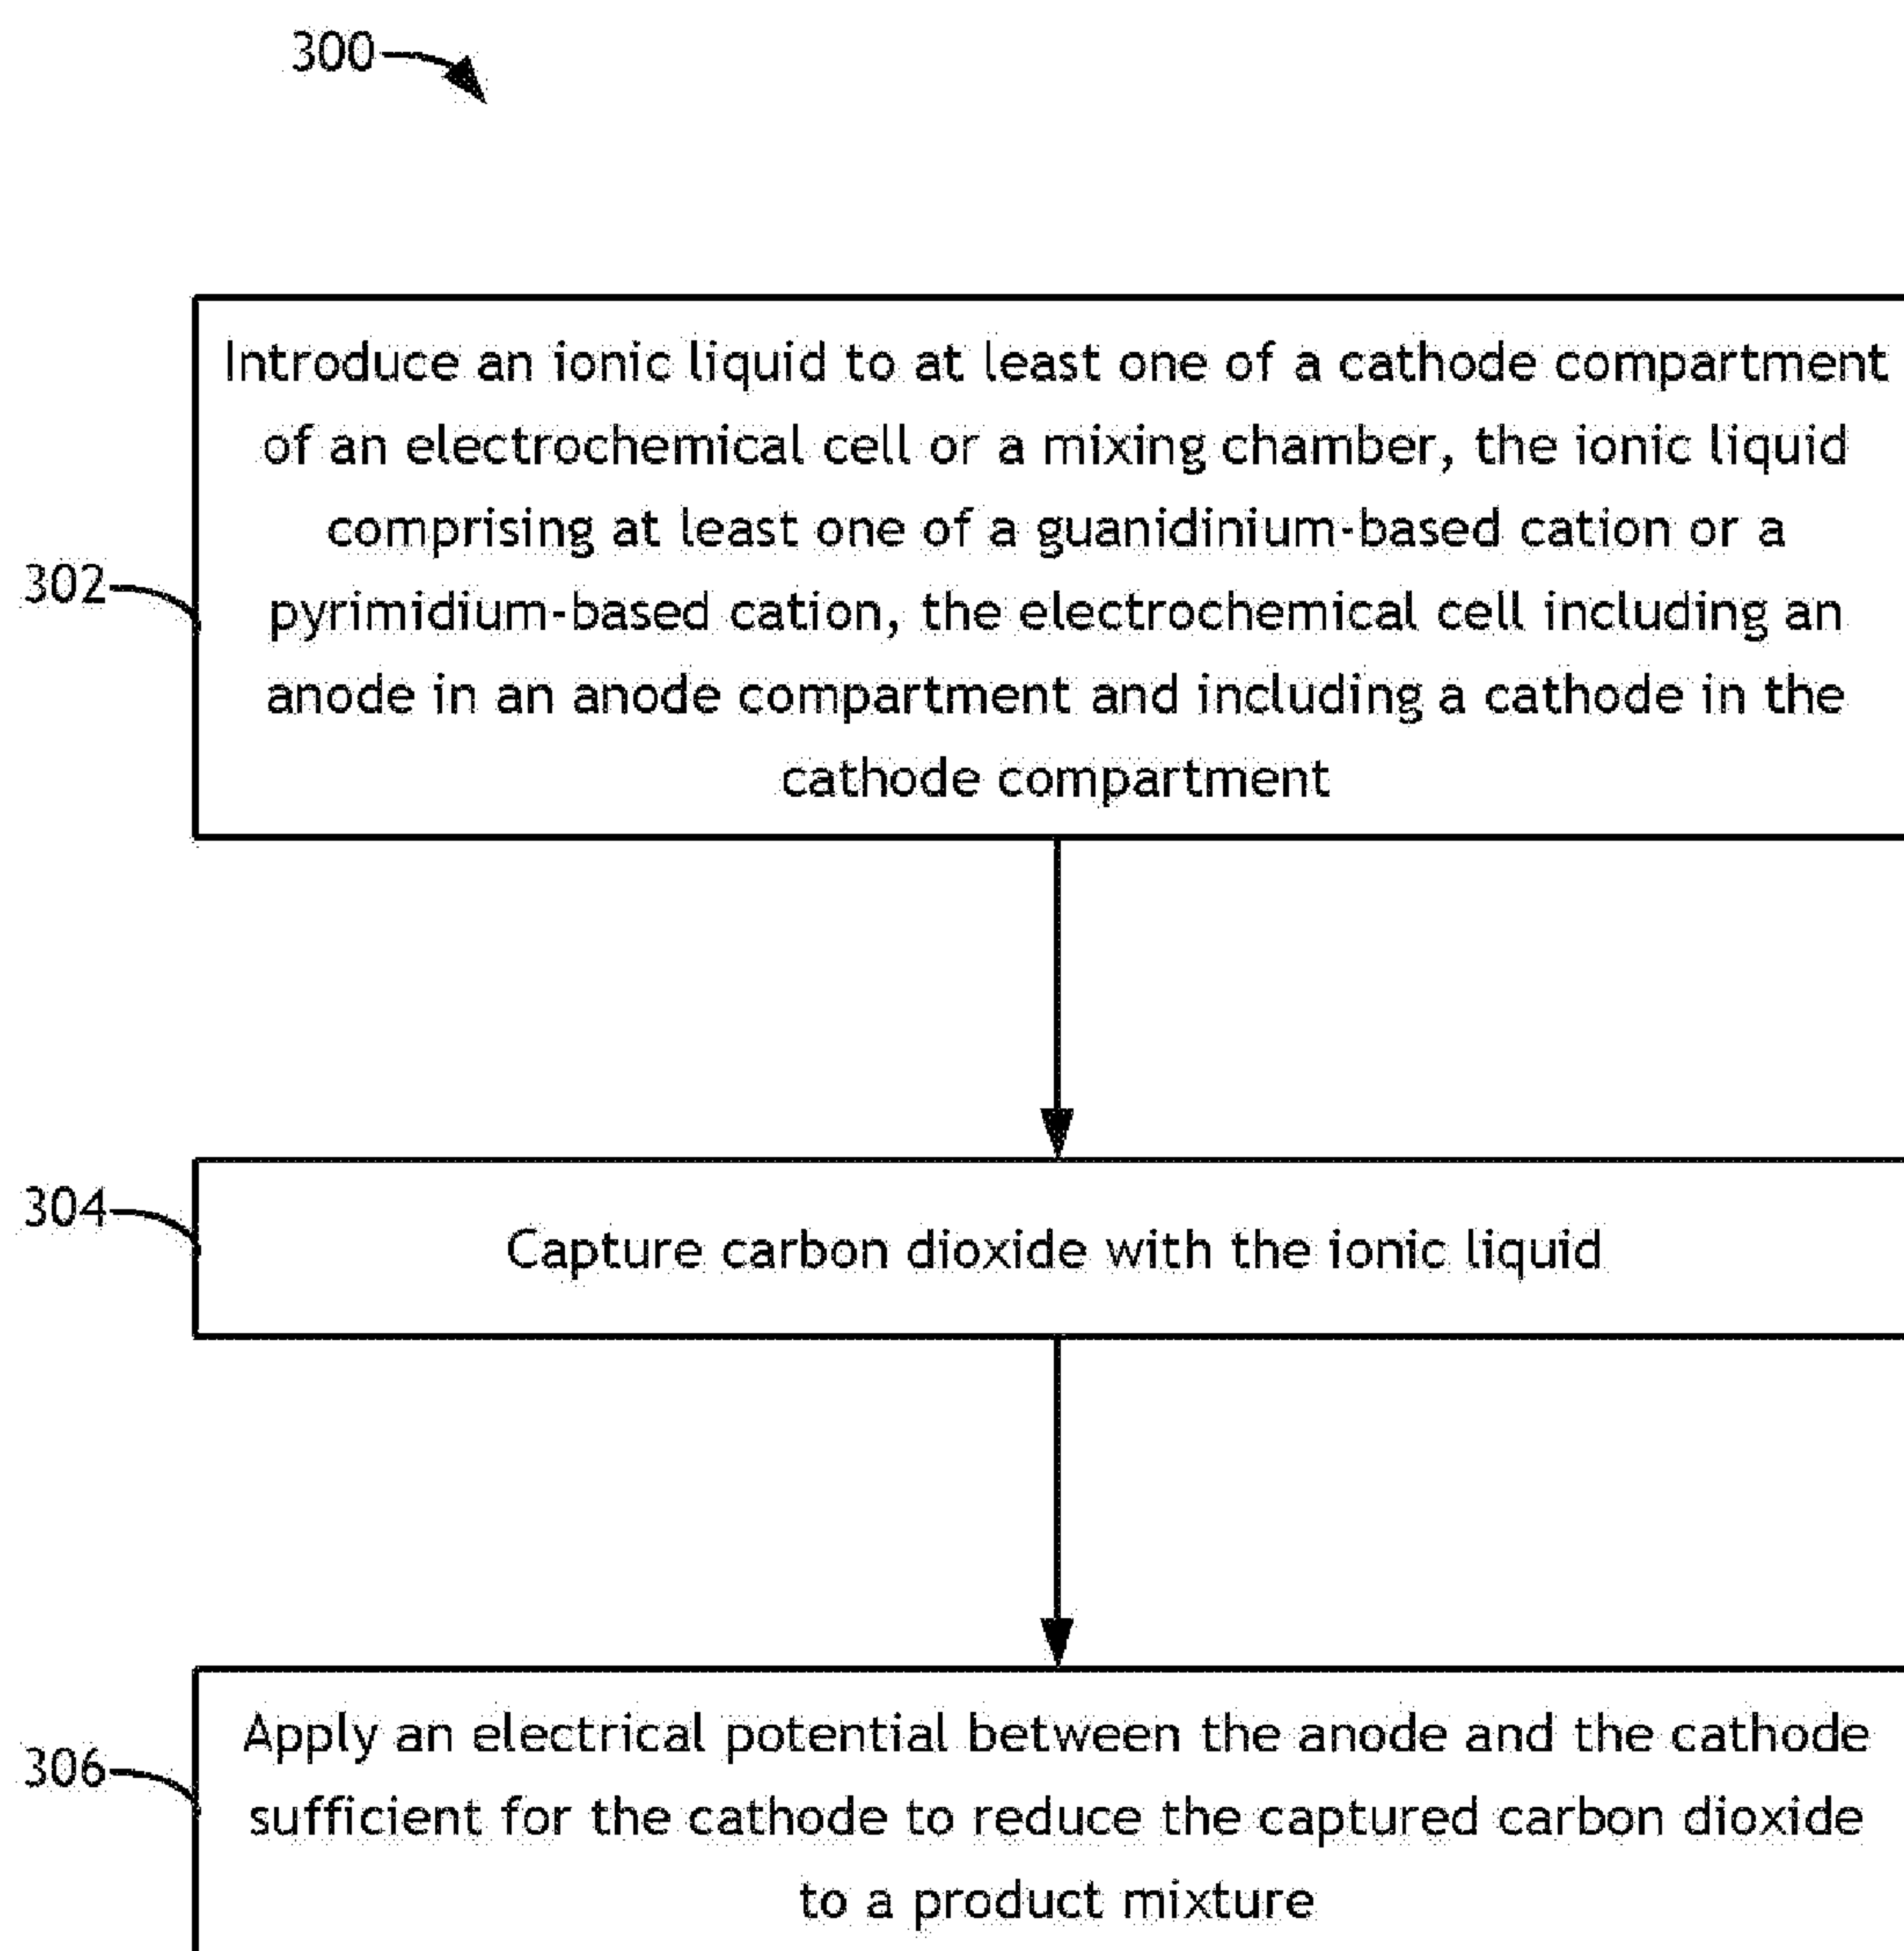 300
Introduce an ionic liquid to at least one of a cathode compartment
of an electrochemical cell or a mixing chamber, the ionic liquid
comprising at least one of a guanidinium-based cation or a
302
pyrimidium-based cation, the electrochemical cell including an
anode in an anode compartment and including a cathode in the
cathode compartment
304
Capture carbon dioxide with the ionic liquid
Apply an electrical potential between the anode and the cathode
306
sufficient for the cathode to reduce the captured carbon dioxide
to a product mixture